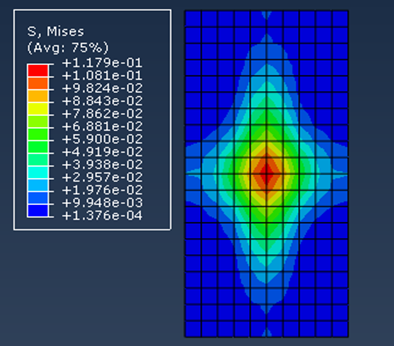 S, Mises
(Avg: 75%)
+1.179e-01
+1.081e-01
+9.824e-02
+8.843e-02
+7.862e-02
+6.881e-02
+5.900e-02
+4.919e-02
+3.938e-02
+2.957e-02
+1.976e-02
+9.948e-03
+1.376e-04